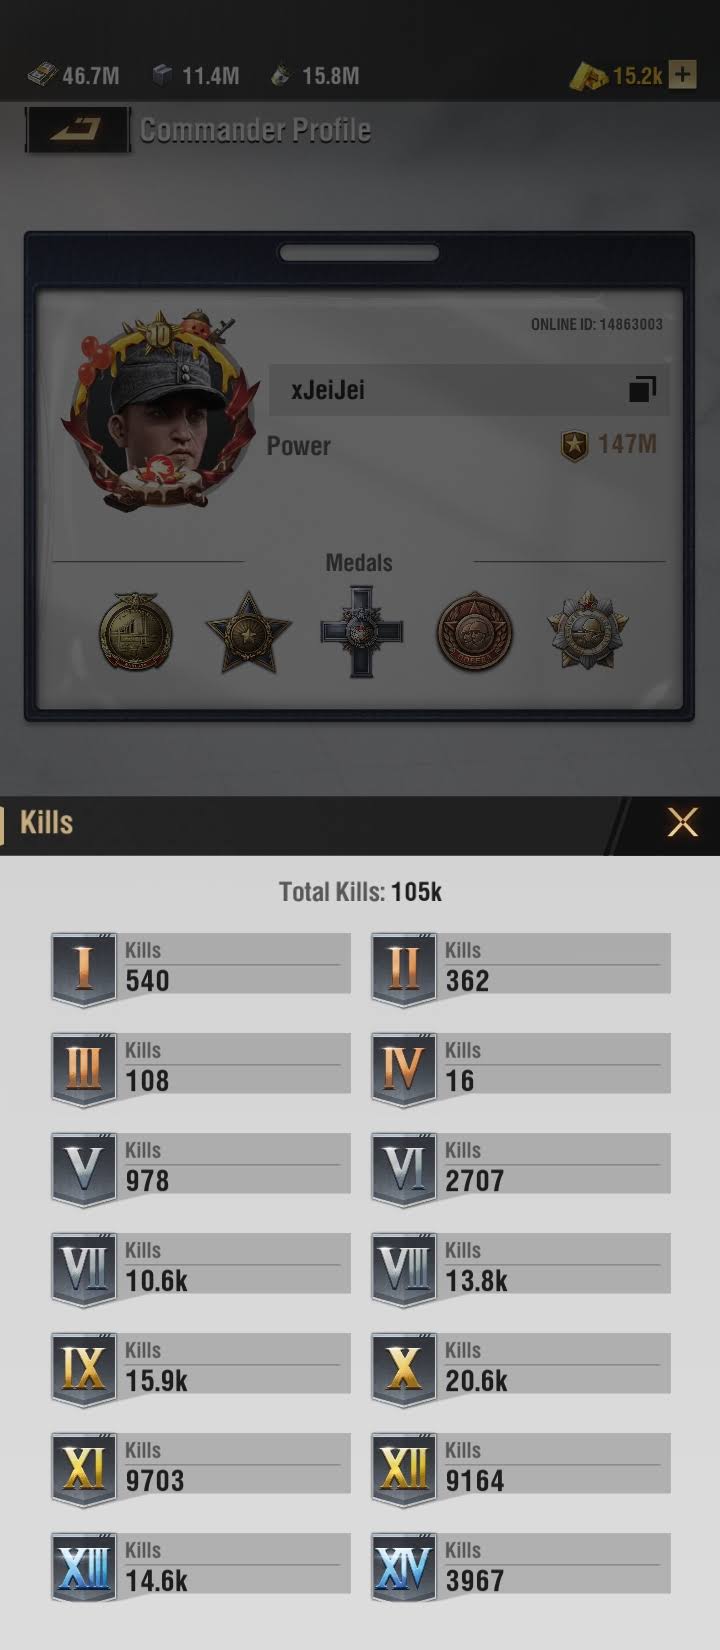 46.7M 11.4M 15.8M 15.2k +
Commander Profile
ONLINE ID: 14863003
10
xJeiJei
Power 147M
Medals
Kills X
Total Kills: 105k
I Kills 540
II Kills 362
III Kills 108
IV Kills 16
V Kills 978
VI Kills 2707
VII Kills 10.6k
VIII Kills 13.8k
IX Kills 15.9k
X Kills 20.6k
XI Kills 9703
XII Kills 9164
XIII Kills 14.6k
XIV Kills 3967